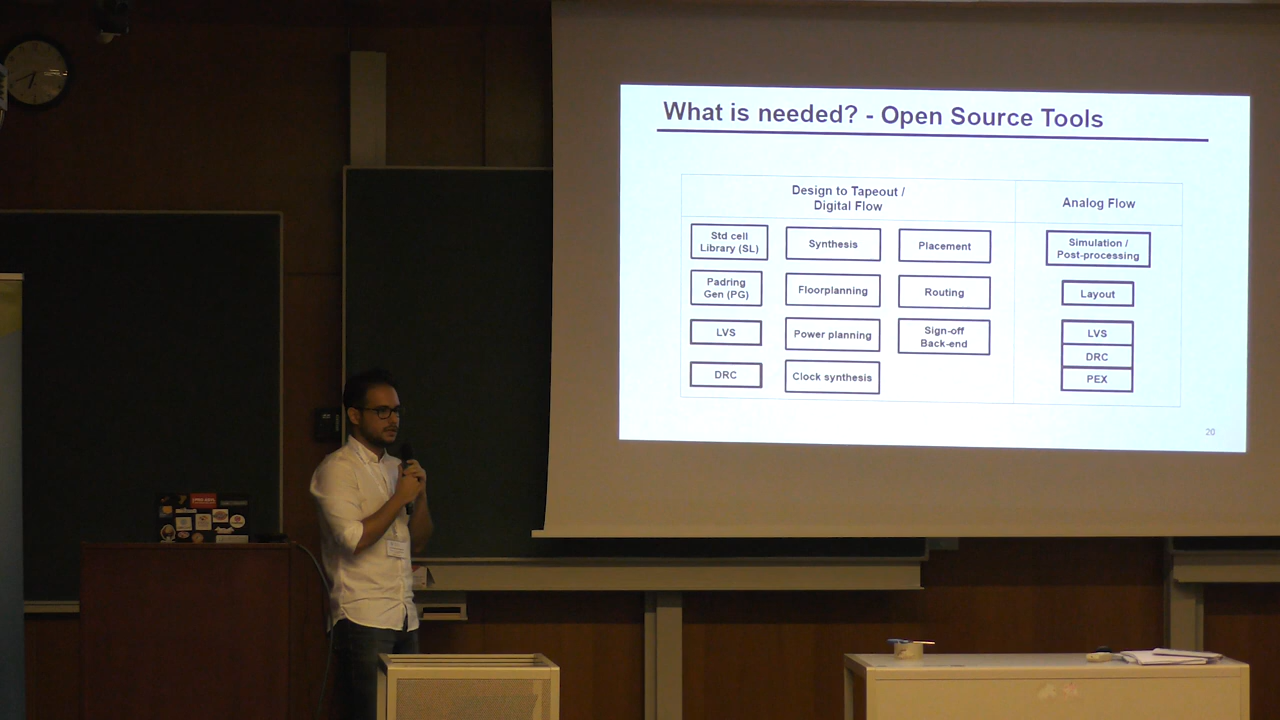 What is needed? - Open Source Tools
Design to Tapeout /
Digital Flow
Analog Flow
Std cell
Library (SL)
Synthesis
Placement
Simulation /
Post-processing
Padring
Gen (PG)
Floorplanning
Routing
Layout
LVS
Power planning
Sign-off
Back-end
LVS
DRC
PEX
DRC
Clock synthesis
20